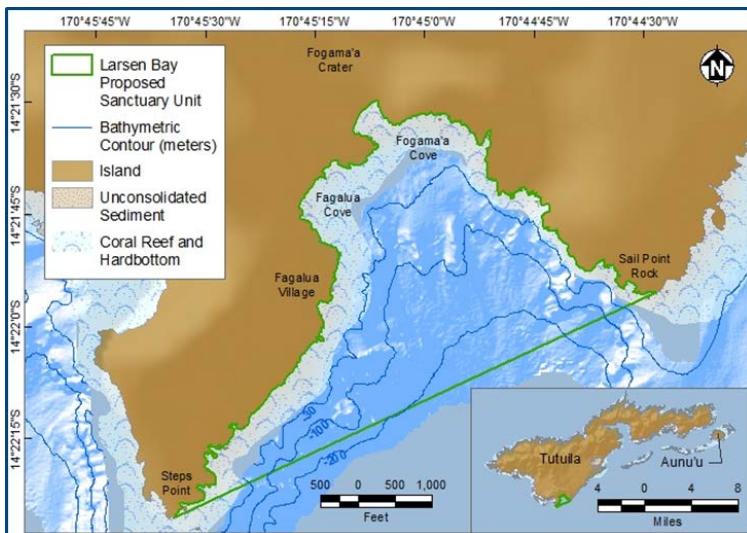 170°45'45"W
170°45'30"W
170°45'15"W
170°45'0"W
170°44'45"W
170°44'30"W
14°21'30"S
14°21'45"S
14°22'0"S
14°22'15"S
Larsen Bay
Proposed
Sanctuary Unit
Bathymetric
Contour (meters)
Island
Unconsolidated
Sediment
Coral Reef and
Hardbottom
Fogama'a
Crater
N
Fogama'a
Cove
Fagalua
Cove
Fagalua
Village
Sail Point
Rock
Steps
Point
500 0 500 1,000
Feet
Tutuila
Aunu'u
4 0 4 8
Miles